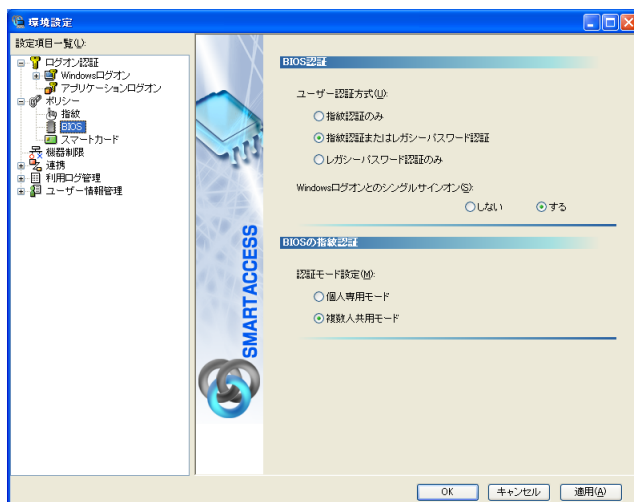 環境設定
設定項目一覧(L):
ログオン認証
Windowsログオン
アプリケーションログオン
ポリシー
指紋
BIOS
スマートカード
機器制限
連携
利用ログ管理
ユーザー情報管理
SMARTACCESS
BIOS認証
ユーザー認証方式(U):
指紋認証のみ
指紋認証またはレガシーパスワード認証
レガシーパスワード認証のみ
Windowsログオンとのシングルサインオン(S):
しない する
BIOSの指紋認証
認証モード設定(M):
個人専用モード
複数人共用モード
OK キャンセル 適用(A)